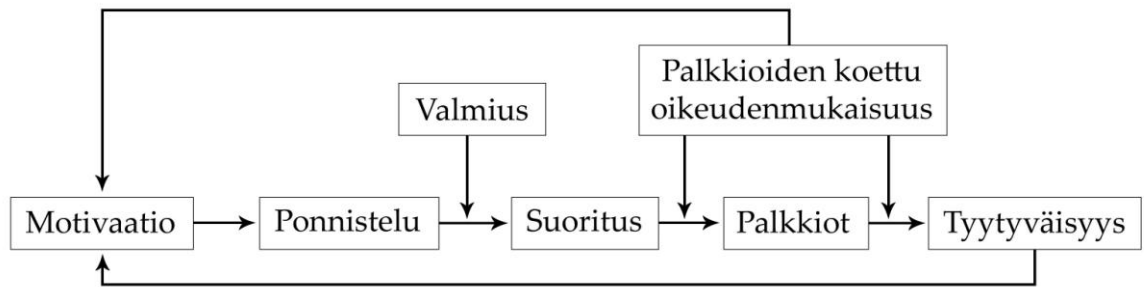 Palkkioiden koettu
oikeudenmukaisuus
Valmius
Motivaatio
Ponnistelu
Suoritus
Palkkiot
Tyytyväisyys